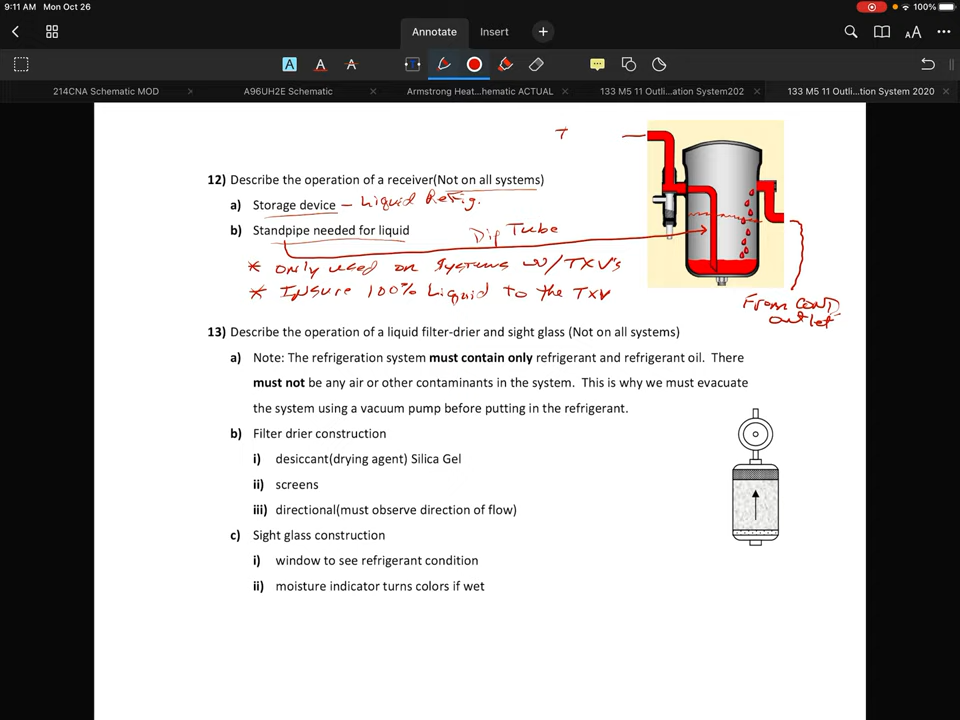 9:11 AM Mon Oct 26
100%
Annotate
Insert
214CNA Schematic MOD
A96UH2E Schematic
Armstrong Heat...hematic ACTUAL
133 M5 11 Outli...ation System202
133 M5 11 Outli...tion System 2020
12) Describe the operation of a receiver(Not on all systems)
a) Storage device - Liquid Refrig.
b) Standpipe needed for liquid
Dip Tube
* only used on systems w/TXV's
* Insure 100% Liquid to the TXV
From COND
outlet
13) Describe the operation of a liquid filter-drier and sight glass (Not on all systems)
a) Note: The refrigeration system must contain only refrigerant and refrigerant oil. There
must not be any air or other contaminants in the system. This is why we must evacuate
the system using a vacuum pump before putting in the refrigerant.
b) Filter drier construction
i) desiccant(drying agent) Silica Gel
ii) screens
iii) directional(must observe direction of flow)
c) Sight glass construction
i) window to see refrigerant condition
ii) moisture indicator turns colors if wet